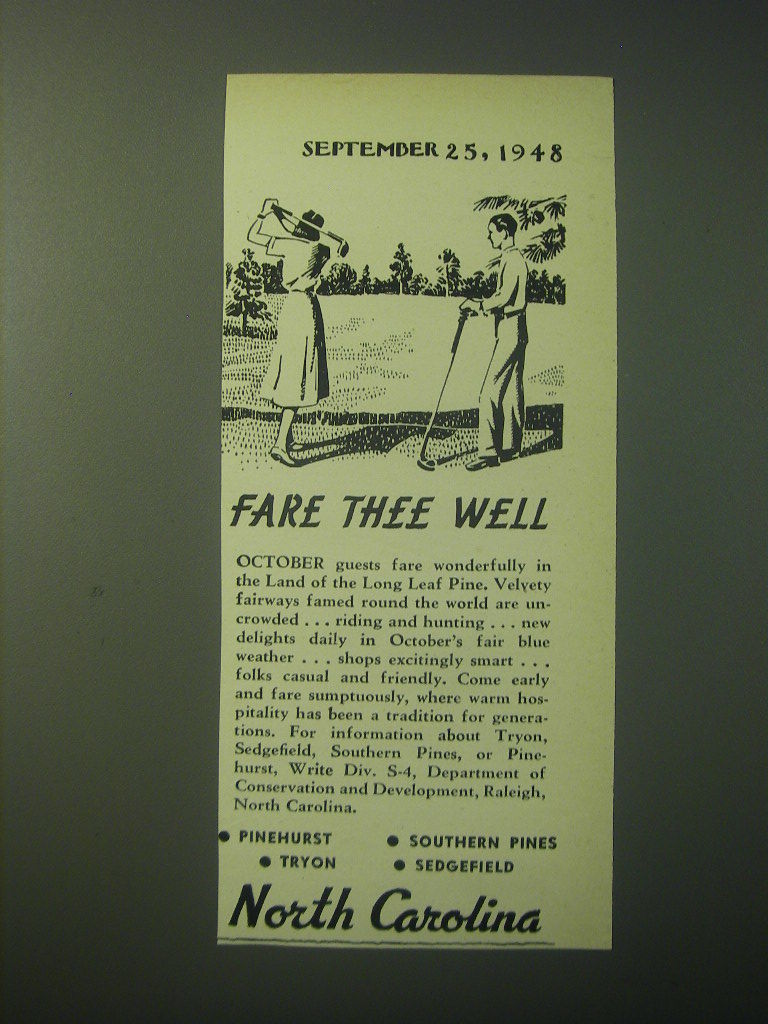 SEPTEMBER 25, 1948
FARE THEE WELL
OCTOBER guests fare wonderfully in
the Land of the Long Leaf Pine. Velvety
fairways famed round the world are un-
crowded . . . riding and hunting . . . new
delights daily in October's fair blue
weather . . . shops excitingly smart . . .
folks casual and friendly. Come early
and fare sumptuously, where warm hos-
pitality has been a tradition for genera-
tions. For information about Tryon,
Sedgefield, Southern Pines, or Pine-
hurst, Write Div. S-4, Department of
Conservation and Development, Raleigh,
North Carolina.
● PINEHURST ● SOUTHERN PINES
● TRYON ● SEDGEFIELD
North Carolina